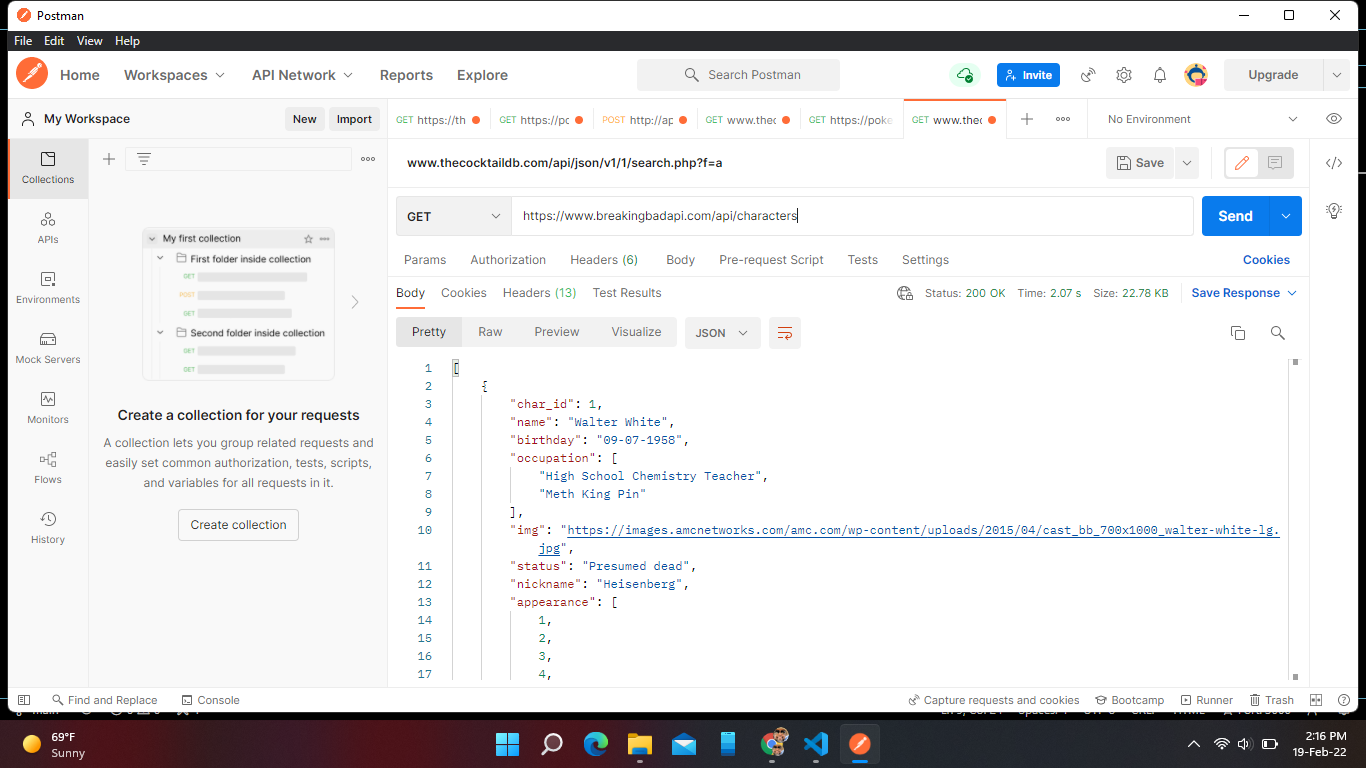 Postman
File Edit View Help
Home Workspaces API Network Reports Explore Search Postman Invite Upgrade
My Workspace New Import GET https://th GET https://pc POST http://ap GET www.thec GET https://poke GET www.thec No Environment
Collections
APIs
Environments
Mock Servers
Monitors
Flows
History
My first collection
First folder inside collection
GET
POST
GET
Second folder inside collection
GET
GET
Create a collection for your requests
A collection lets you group related requests and
easily set common authorization, tests, scripts,
and variables for all requests in it.
Create collection
www.thecocktaildb.com/api/json/v1/1/search.php?f=a Save
GET https://www.breakingbadapi.com/api/characters Send
Params Authorization Headers (6) Body Pre-request Script Tests Settings Cookies
Body Cookies Headers (13) Test Results Status: 200 OK Time: 2.07 s Size: 22.78 KB Save Response
Pretty Raw Preview Visualize JSON
1 [
2 {
3 "char_id": 1,
4 "name": "Walter White",
5 "birthday": "09-07-1958",
6 "occupation": [
7 "High School Chemistry Teacher",
8 "Meth King Pin"
9 ],
10 "img": "https://images.amcnetworks.com/amc.com/wp-content/uploads/2015/04/cast_bb_700x1000_walter-white-lg.
jpg",
11 "status": "Presumed dead",
12 "nickname": "Heisenberg",
13 "appearance": [
14 1,
15 2,
16 3,
17 4,
Find and Replace Console Capture requests and cookies Bootcamp Runner Trash
69°F
Sunny
2:16 PM
19-Feb-22